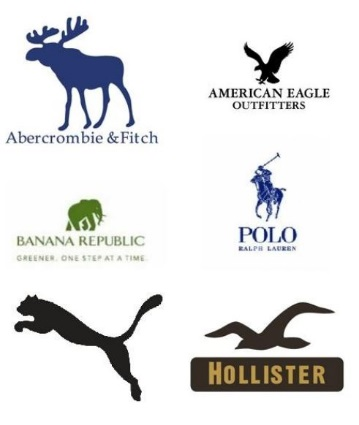 Abercrombie & Fitch
AMERICAN EAGLE
OUTFITTERS
BANANA REPUBLIC
GREENER. ONE STEP AT A TIME.
POLO
RALPH LAUREN
HOLLISTER